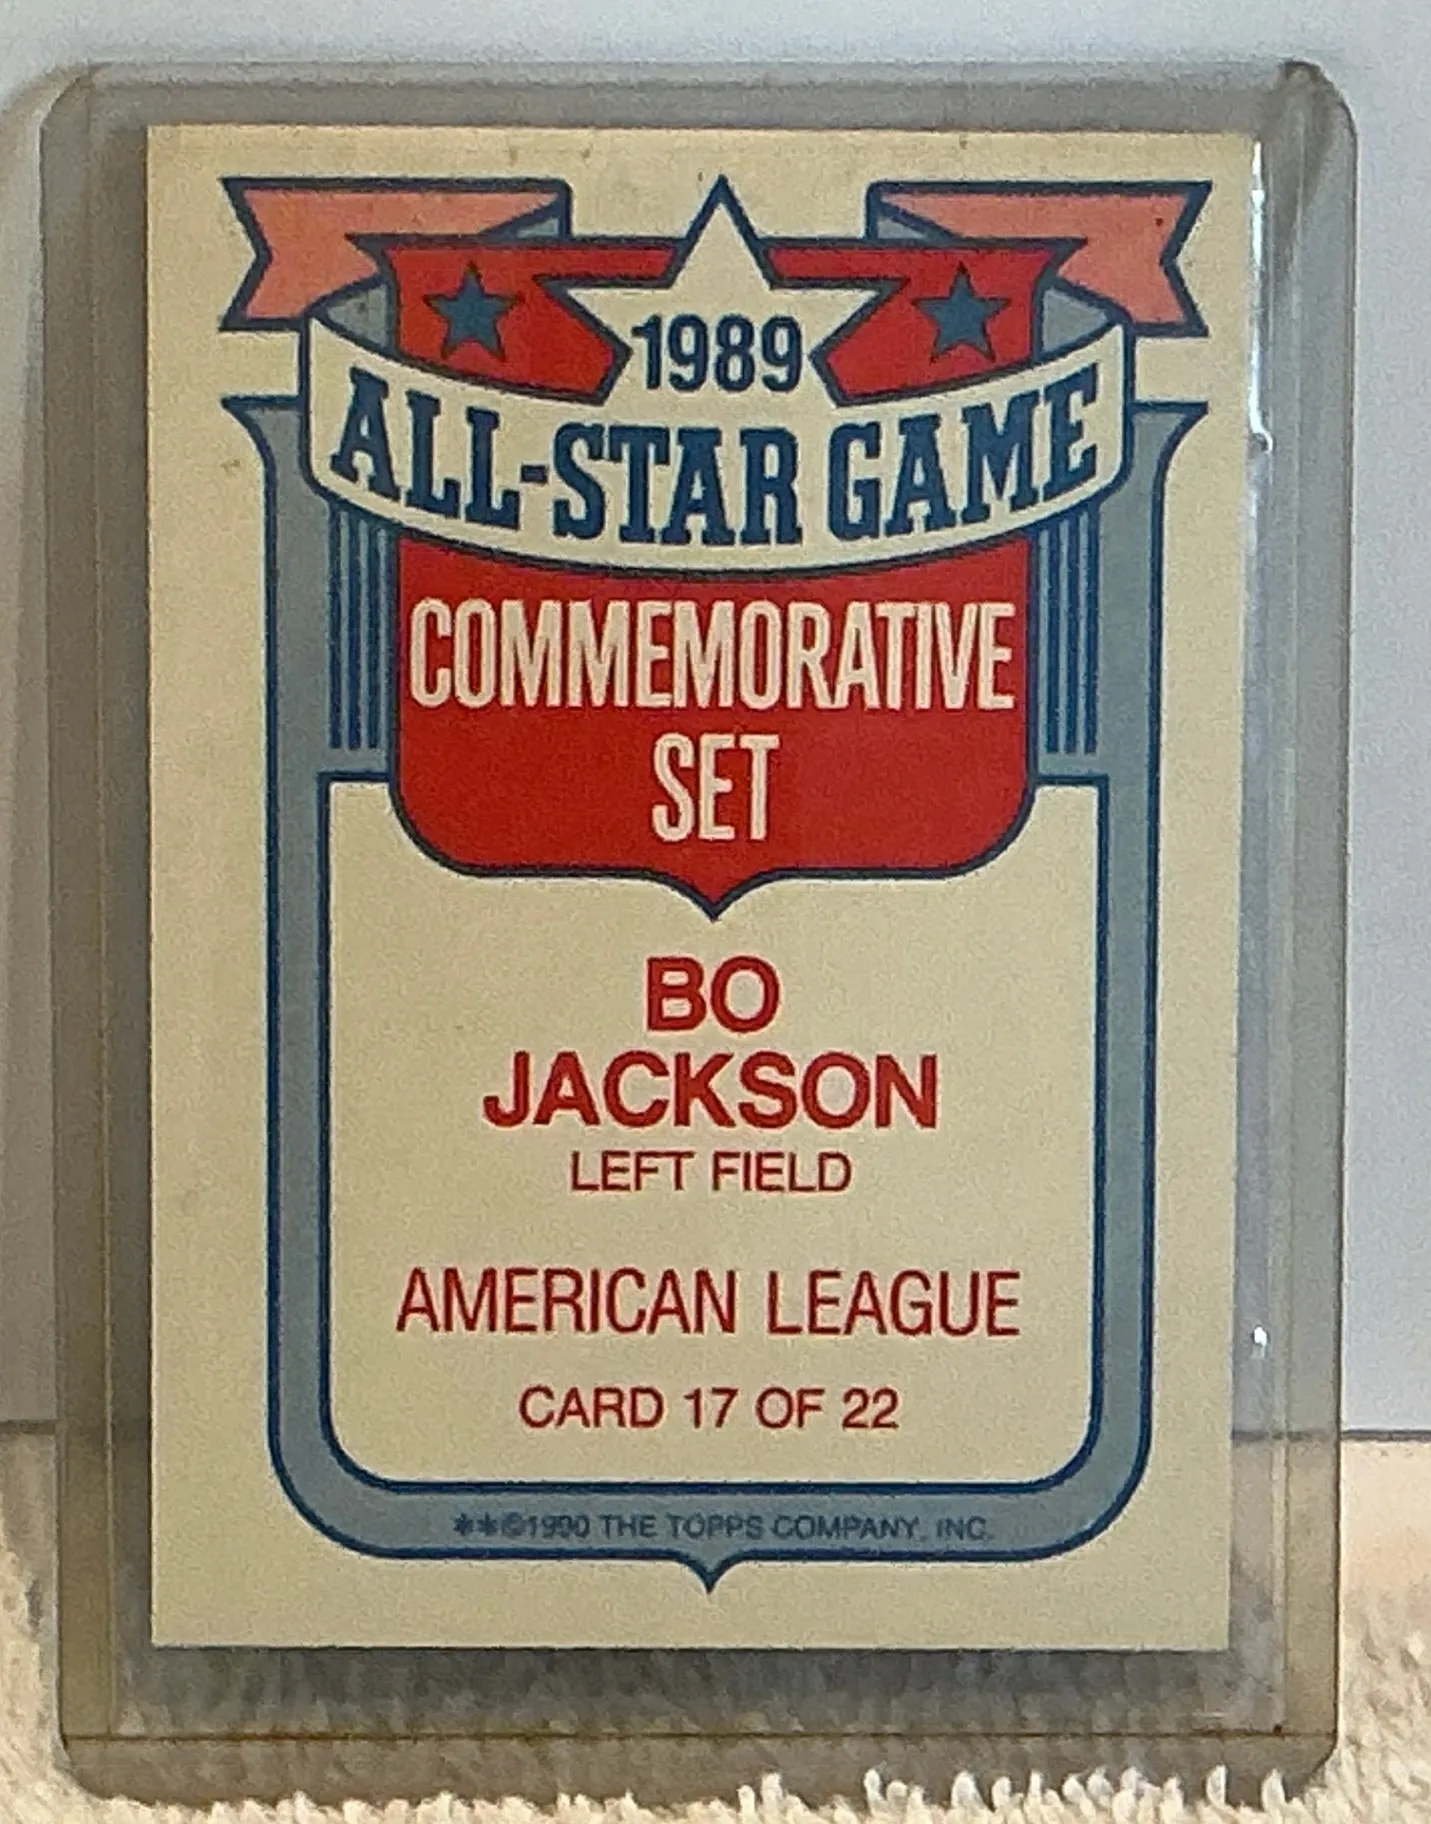 1989
ALL-STAR GAME
COMMEMORATIVE
SET
BO
JACKSON
LEFT FIELD
AMERICAN LEAGUE
CARD 17 OF 22
**©1990 THE TOPPS COMPANY, INC.